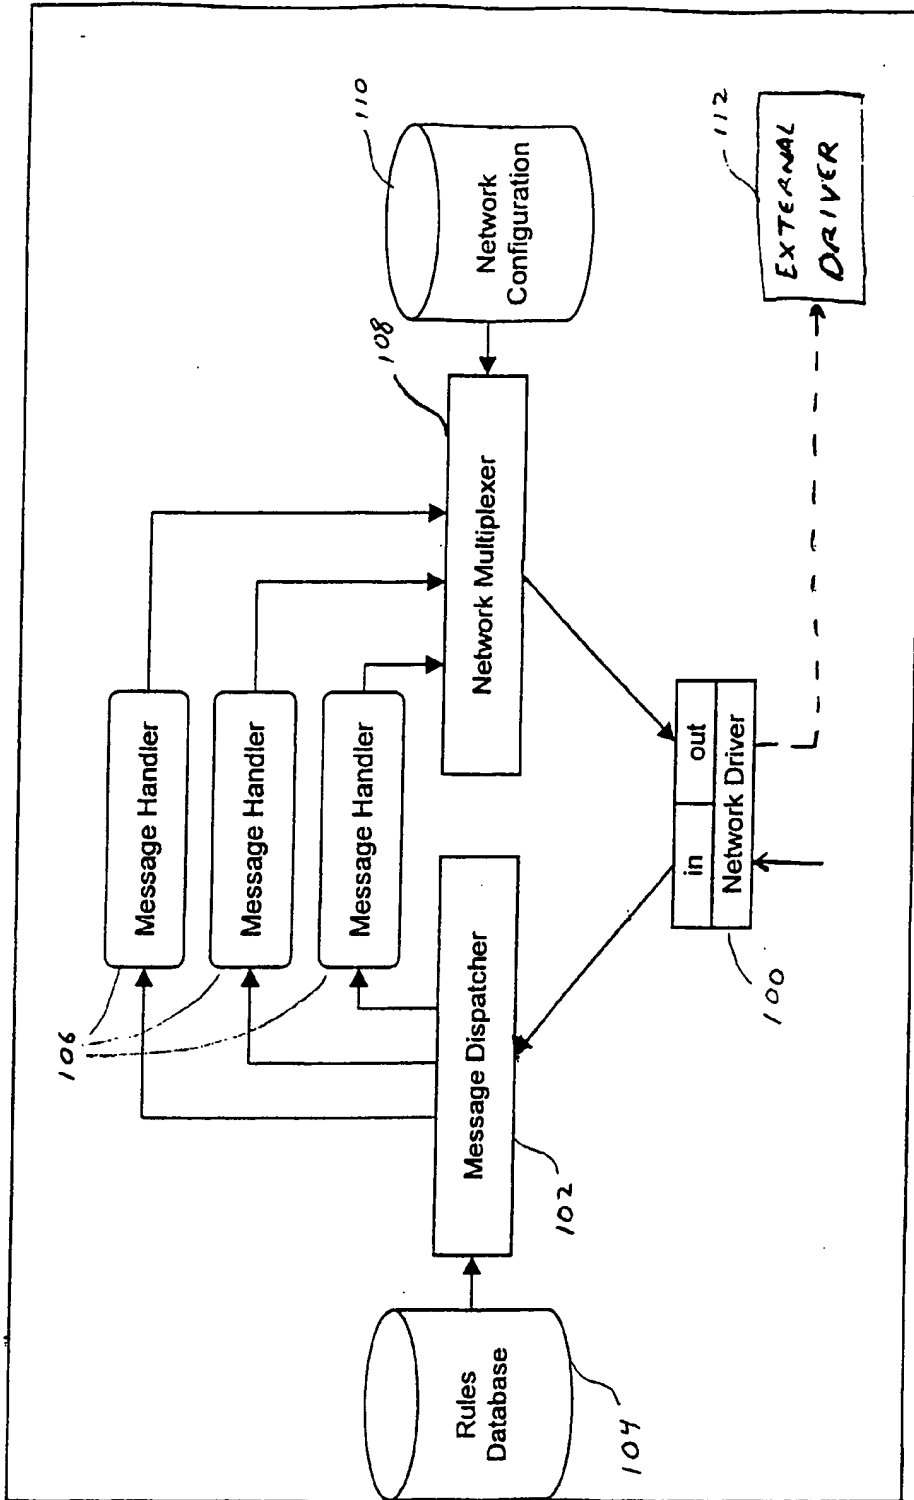 106
Message Handler
Message Handler
Message Handler
110
Network
Configuration
108
Network Multiplexer
Message Dispatcher
102
Rules
Database
104
in
out
Network Driver
100
112
EXTERNAL
DRIVER